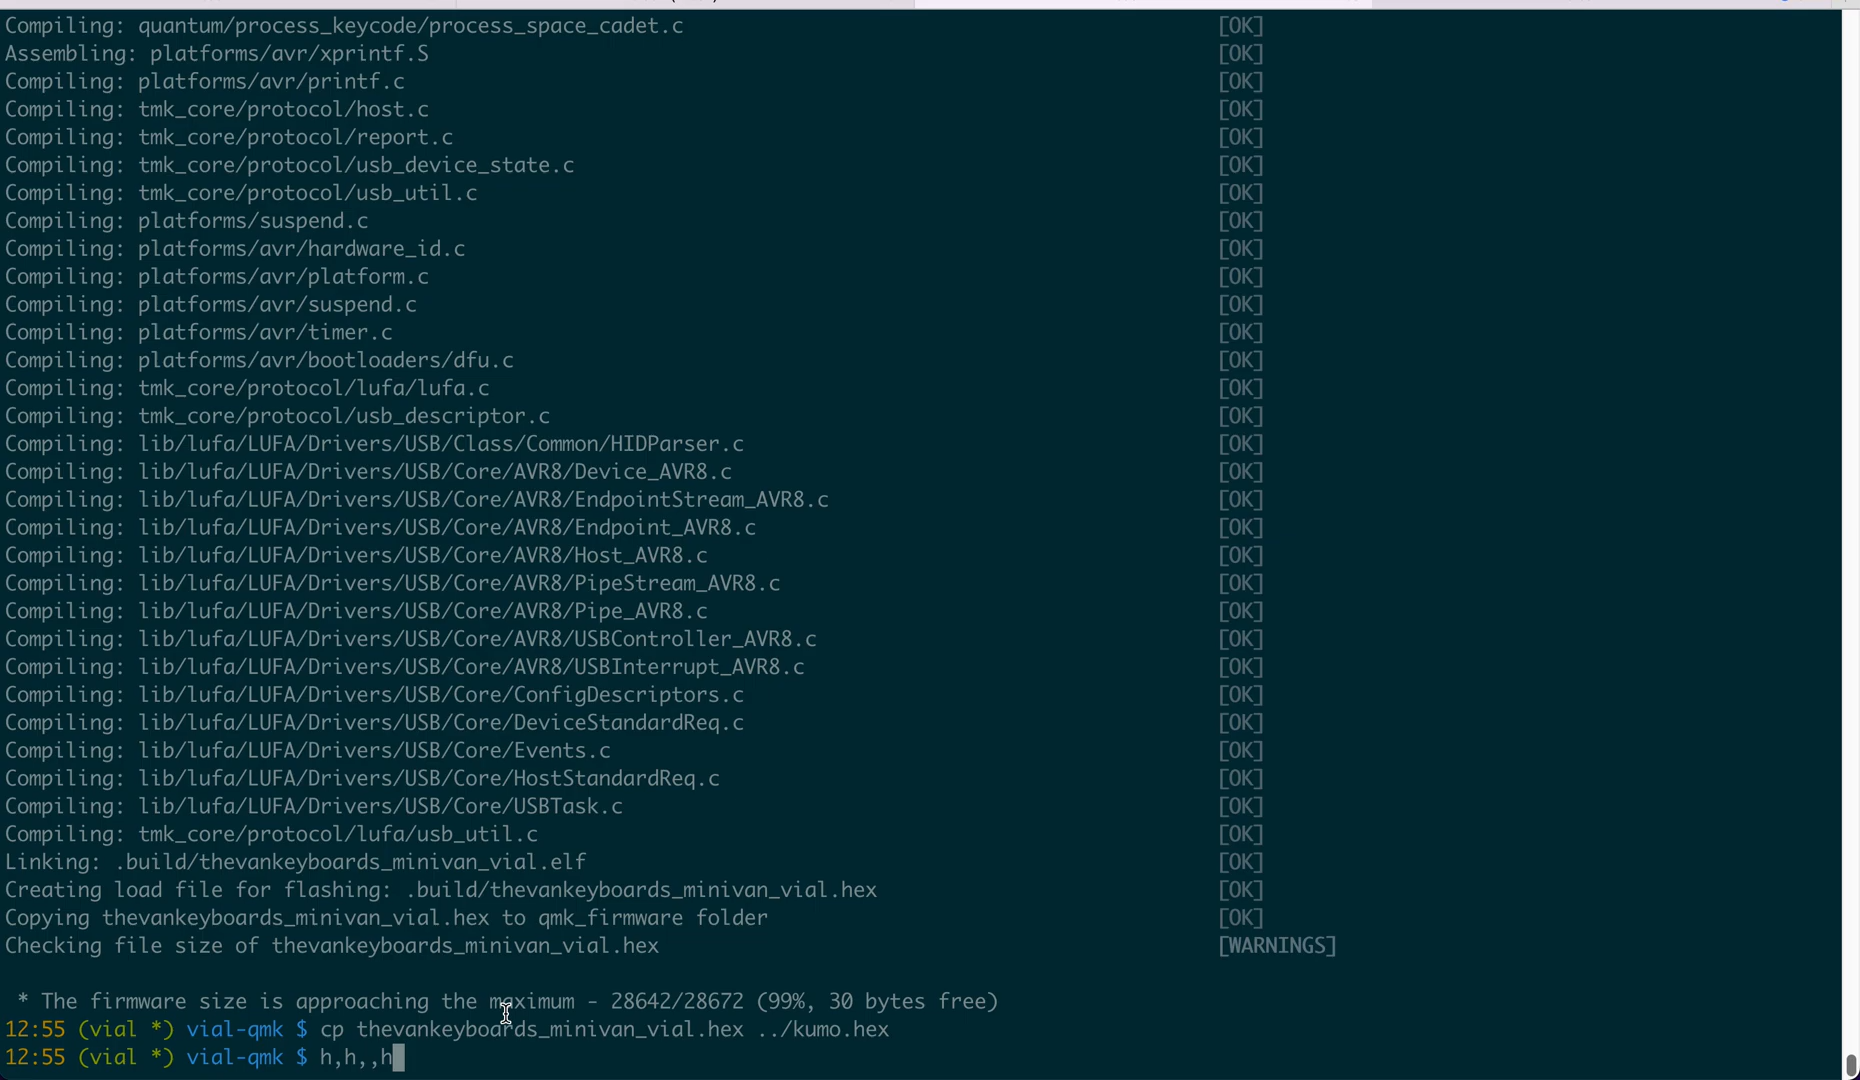 Compiling: quantum/process_keycode/process_space_cadet.c [OK]
Assembling: platforms/avr/xprintf.S [OK]
Compiling: platforms/avr/printf.c [OK]
Compiling: tmk_core/protocol/host.c [OK]
Compiling: tmk_core/protocol/report.c [OK]
Compiling: tmk_core/protocol/usb_device_state.c [OK]
Compiling: tmk_core/protocol/usb_util.c [OK]
Compiling: platforms/suspend.c [OK]
Compiling: platforms/avr/hardware_id.c [OK]
Compiling: platforms/avr/platform.c [OK]
Compiling: platforms/avr/suspend.c [OK]
Compiling: platforms/avr/timer.c [OK]
Compiling: platforms/avr/bootloaders/dfu.c [OK]
Compiling: tmk_core/protocol/lufa/lufa.c [OK]
Compiling: tmk_core/protocol/usb_descriptor.c [OK]
Compiling: lib/lufa/LUFA/Drivers/USB/Class/Common/HIDParser.c [OK]
Compiling: lib/lufa/LUFA/Drivers/USB/Core/AVR8/Device_AVR8.c [OK]
Compiling: lib/lufa/LUFA/Drivers/USB/Core/AVR8/EndpointStream_AVR8.c [OK]
Compiling: lib/lufa/LUFA/Drivers/USB/Core/AVR8/Endpoint_AVR8.c [OK]
Compiling: lib/lufa/LUFA/Drivers/USB/Core/AVR8/Host_AVR8.c [OK]
Compiling: lib/lufa/LUFA/Drivers/USB/Core/AVR8/PipeStream_AVR8.c [OK]
Compiling: lib/lufa/LUFA/Drivers/USB/Core/AVR8/Pipe_AVR8.c [OK]
Compiling: lib/lufa/LUFA/Drivers/USB/Core/AVR8/USBController_AVR8.c [OK]
Compiling: lib/lufa/LUFA/Drivers/USB/Core/AVR8/USBInterrupt_AVR8.c [OK]
Compiling: lib/lufa/LUFA/Drivers/USB/Core/ConfigDescriptors.c [OK]
Compiling: lib/lufa/LUFA/Drivers/USB/Core/DeviceStandardReq.c [OK]
Compiling: lib/lufa/LUFA/Drivers/USB/Core/Events.c [OK]
Compiling: lib/lufa/LUFA/Drivers/USB/Core/HostStandardReq.c [OK]
Compiling: lib/lufa/LUFA/Drivers/USB/Core/USBTask.c [OK]
Compiling: tmk_core/protocol/lufa/usb_util.c [OK]
Linking: .build/thevankeyboards_minivan_vial.elf [OK]
Creating load file for flashing: .build/thevankeyboards_minivan_vial.hex [OK]
Copying thevankeyboards_minivan_vial.hex to qmk_firmware folder [OK]
Checking file size of thevankeyboards_minivan_vial.hex [WARNINGS]
* The firmware size is approaching the maximum - 28642/28672 (99%, 30 bytes free)
12:55 (vial *) vial-qmk $ cp thevankeyboards_minivan_vial.hex ../kumo.hex
12:55 (vial *) vial-qmk $ h,h,,h